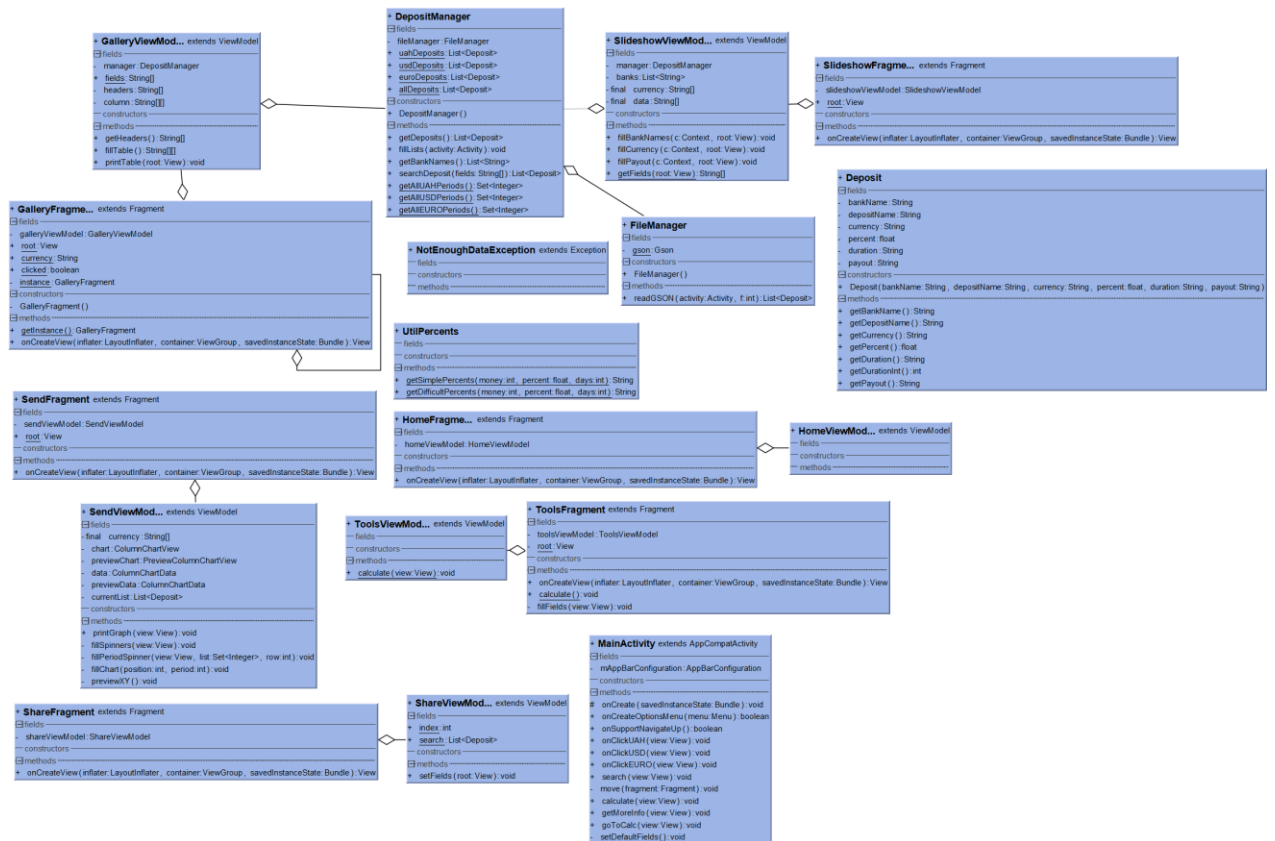 + GalleryViewMod... extends ViewModel
fields
- manager:DepositManager
+ fields:String[]
- headers:String[]
- column:String[][]
constructors
methods
+ getHeaders():String[]
+ fillTable():String[][]
+ printTable(root:View):void
+ DepositManager
fields
- fileManager:FileManager
+ uahDeposits:List<Deposit>
+ usdDeposits:List<Deposit>
+ euroDeposits:List<Deposit>
+ allDeposits:List<Deposit>
constructors
+ DepositManager()
methods
+ getDeposits():List<Deposit>
+ fillLists(activity:Activity):void
+ getBankNames():List<String>
+ searchDeposit(fields:String[]):List<Deposit>
+ getAllUAHPeriods():Set<Integer>
+ getAllUSDPeriods():Set<Integer>
+ getAllEUROPeriods():Set<Integer>
+ SlideshowViewMod... extends ViewModel
fields
- manager:DepositManager
- banks:List<String>
-final currency:String[]
-final data:String[]
constructors
methods
+ fillBankNames(c:Context, root:View):void
+ fillCurrency(c:Context, root:View):void
+ fillPayout(c:Context, root:View):void
+ getFields(root:View):String[]
+ SlideshowFragme... extends Fragment
fields
- slideshowViewModel:SlideshowViewModel
+ root:View
constructors
methods
+ onCreateView(inflater:LayoutInflater, container:ViewGroup, savedInstanceState:Bundle):View
+ Deposit
fields
- bankName:String
- depositName:String
- currency:String
- percent:float
- duration:String
- payout:String
constructors
+ Deposit(bankName:String, depositName:String, currency:String, percent:float, duration:String, payout:String)
methods
+ getBankName():String
+ getDepositName():String
+ getCurrency():String
+ getPercent():float
+ getDuration():String
+ getDurationInt():int
+ getPayout():String
+ GalleryFragme... extends Fragment
fields
- galleryViewModel:GalleryViewModel
+ root:View
+ currency:String
+ clicked:boolean
- instance:GalleryFragment
constructors
- GalleryFragment()
methods
+ getInstance():GalleryFragment
+ onCreateView(inflater:LayoutInflater, container:ViewGroup, savedInstanceState:Bundle):View
+ NotEnoughDataException extends Exception
fields
constructors
methods
+ FileManager
fields
- gson:Gson
constructors
+ FileManager()
methods
+ readGSON(activity:Activity, f:int):List<Deposit>
+ UtilPercents
fields
constructors
methods
+ getSimplePercents(money:int, percent:float, days:int):String
+ getDifficultPercents(money:int, percent:float, days:int):String
+ SendFragment extends Fragment
fields
- sendViewModel:SendViewModel
+ root:View
constructors
methods
+ onCreateView(inflater:LayoutInflater, container:ViewGroup, savedInstanceState:Bundle):View
+ HomeFragme... extends Fragment
fields
- homeViewModel:HomeViewModel
constructors
methods
+ onCreateView(inflater:LayoutInflater, container:ViewGroup, savedInstanceState:Bundle):View
+ HomeViewMod... extends ViewModel
fields
constructors
methods
+ SendViewMod... extends ViewModel
fields
-final currency:String[]
- chart:ColumnChartView
- previewChart:PreviewColumnChartView
- data:ColumnChartData
- previewData:ColumnChartData
- currentList:List<Deposit>
constructors
methods
+ printGraph(view:View):void
- fillSpinners(view:View):void
- fillPeriodSpinner(view:View, list:Set<Integer>, row:int):void
- fillChart(position:int, period:int):void
- previewXY():void
+ ToolsViewMod... extends ViewModel
fields
constructors
methods
+ calculate(view:View):void
+ ToolsFragment extends Fragment
fields
- toolsViewModel:ToolsViewModel
- root:View
constructors
methods
+ onCreateView(inflater:LayoutInflater, container:ViewGroup, savedInstanceState:Bundle):View
+ calculate():void
- fillFields(view:View):void
+ MainActivity extends AppCompatActivity
fields
- mAppBarConfiguration:AppBarConfiguration
constructors
methods
# onCreate(savedInstanceState:Bundle):void
+ onCreateOptionsMenu(menu:Menu):boolean
+ onSupportNavigateUp():boolean
+ onClickUAH(view:View):void
+ onClickUSD(view:View):void
+ onClickEURO(view:View):void
+ search(view:View):void
- move(fragment:Fragment):void
+ calculate(view:View):void
+ getMoreInfo(view:View):void
+ goToCalc(view:View):void
- setDefaultFields():void
+ ShareFragment extends Fragment
fields
- shareViewModel:ShareViewModel
constructors
methods
+ onCreateView(inflater:LayoutInflater, container:ViewGroup, savedInstanceState:Bundle):View
+ ShareViewMod... extends ViewModel
fields
+ index:int
+ search:List<Deposit>
constructors
methods
+ setFields(root:View):void